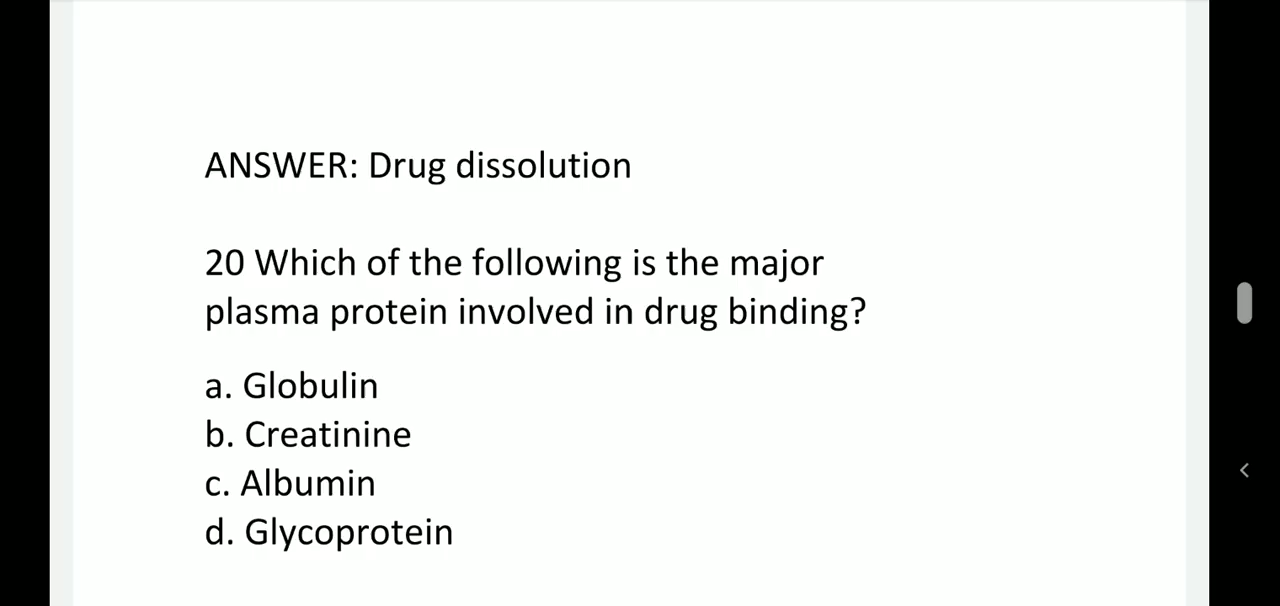 ANSWER: Drug dissolution
20 Which of the following is the major
plasma protein involved in drug binding?
a. Globulin
b. Creatinine
c. Albumin
d. Glycoprotein